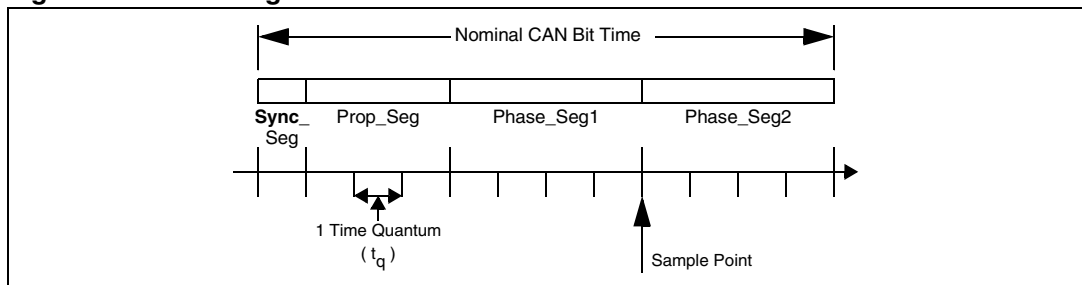 Nominal CAN Bit Time
Sync_ Prop_Seg Phase_Seg1 Phase_Seg2
Seg
1 Time Quantum
( tq )
Sample Point